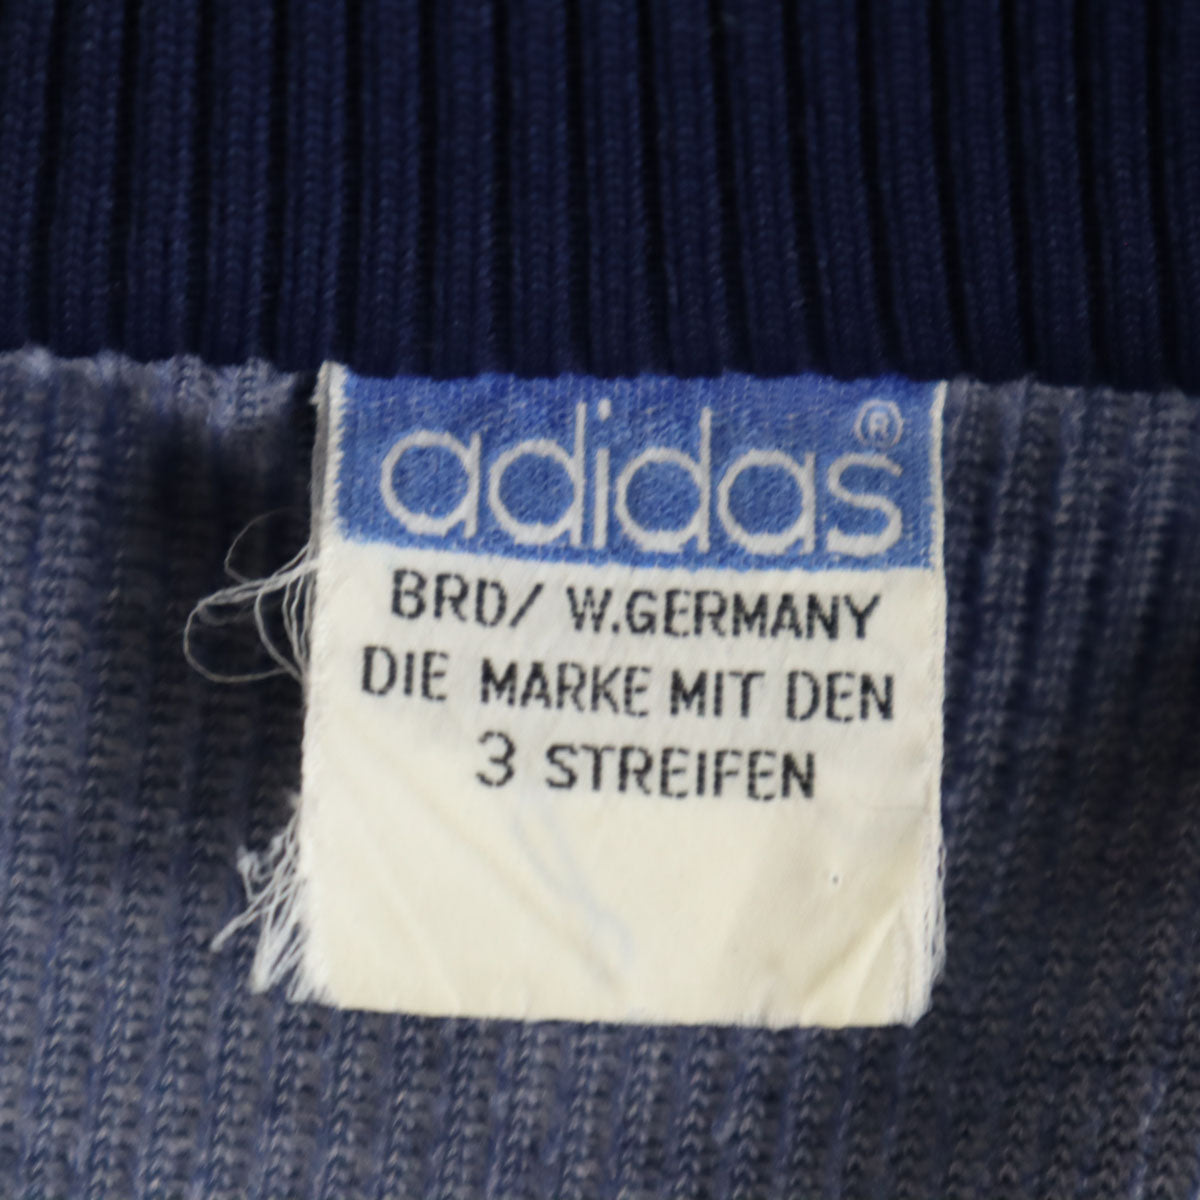 adidas®
BRD/ W.GERMANY
DIE MARKE MIT DEN
3 STREIFEN